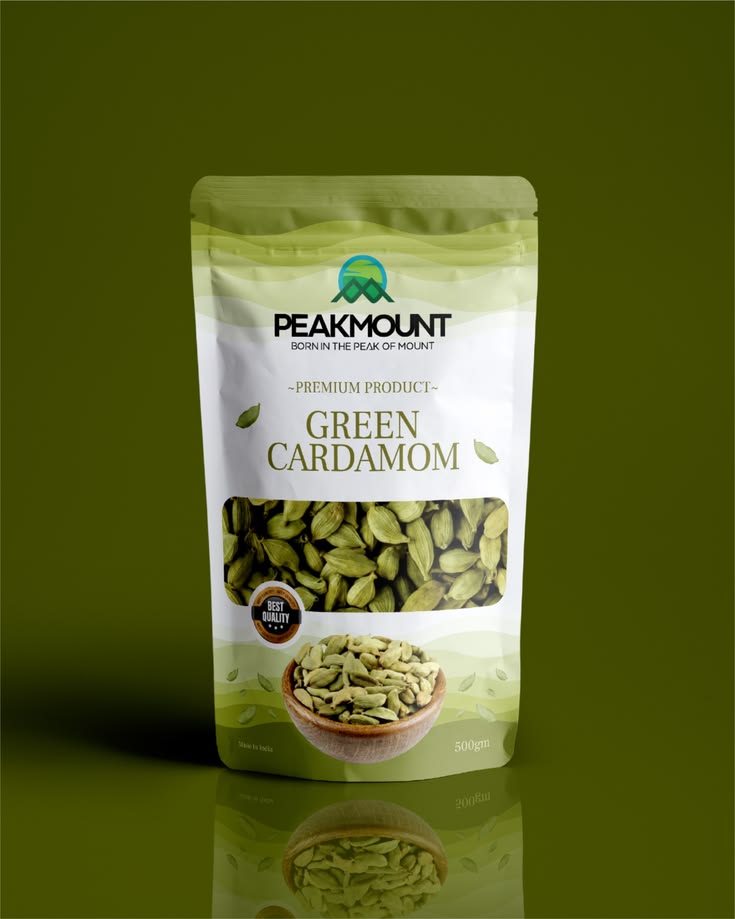 PEAKMOUNT
BORN IN THE PEAK OF MOUNT
~PREMIUM PRODUCT~
GREEN
CARDAMOM
BEST
QUALITY
Made In India
500gm